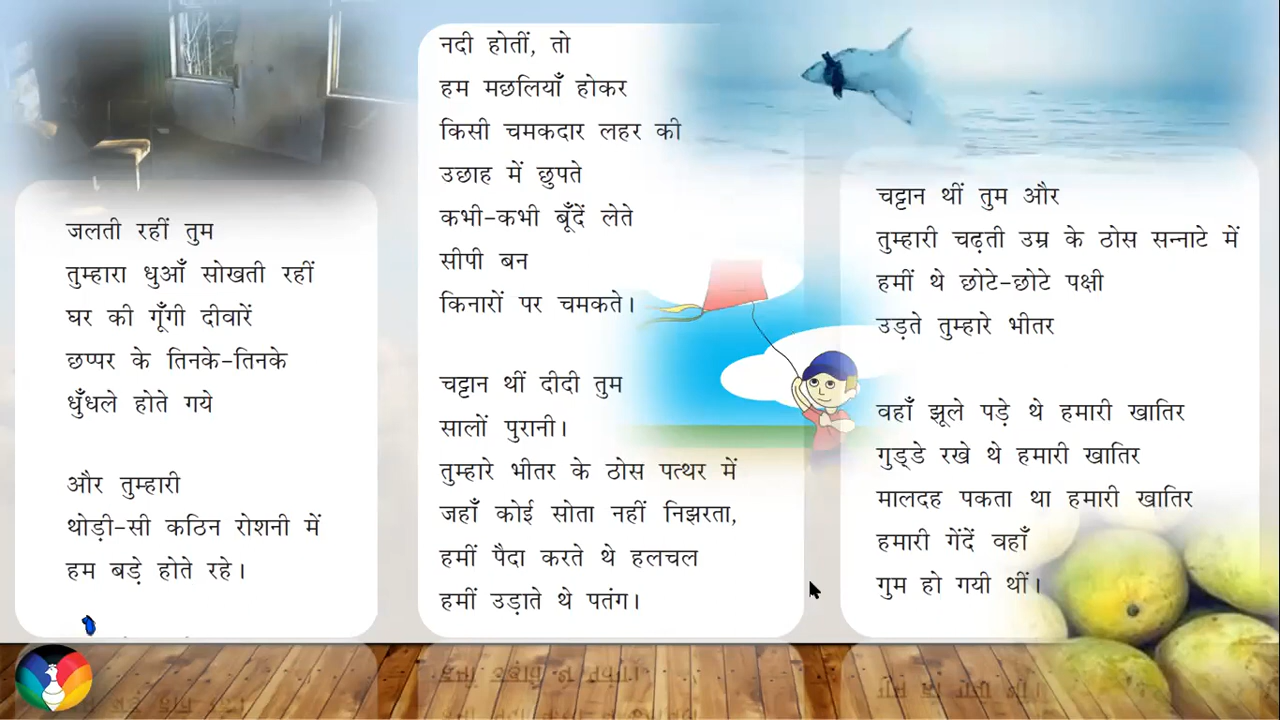 जलती रहीं तुम
तुम्हारा धुआँ सोखती रहीं
घर की गूँगी दीवारें
छप्पर के तिनके-तिनके
धुँधले होते गये
और तुम्हारी
थोड़ी-सी कठिन रोशनी में
हम बड़े होते रहे।
नदी होतीं, तो
हम मछलियाँ होकर
किसी चमकदार लहर की
उछाह में छुपते
कभी-कभी बूँदें लेते
सीपी बन
किनारों पर चमकते।
चट्टान थीं दीदी तुम
सालों पुरानी।
तुम्हारे भीतर के ठोस पत्थर में
जहाँ कोई सोता नहीं निझरता,
हमीं पैदा करते थे हलचल
हमीं उड़ाते थे पतंग।
चट्टान थीं तुम और
तुम्हारी चढ़ती उम्र के ठोस सन्नाटे में
हमीं थे छोटे-छोटे पक्षी
उड़ते तुम्हारे भीतर
वहाँ झूले पड़े थे हमारी खातिर
गुड्डे रखे थे हमारी खातिर
मालदह पकता था हमारी खातिर
हमारी गेंदें वहाँ
गुम हो गयी थीं।